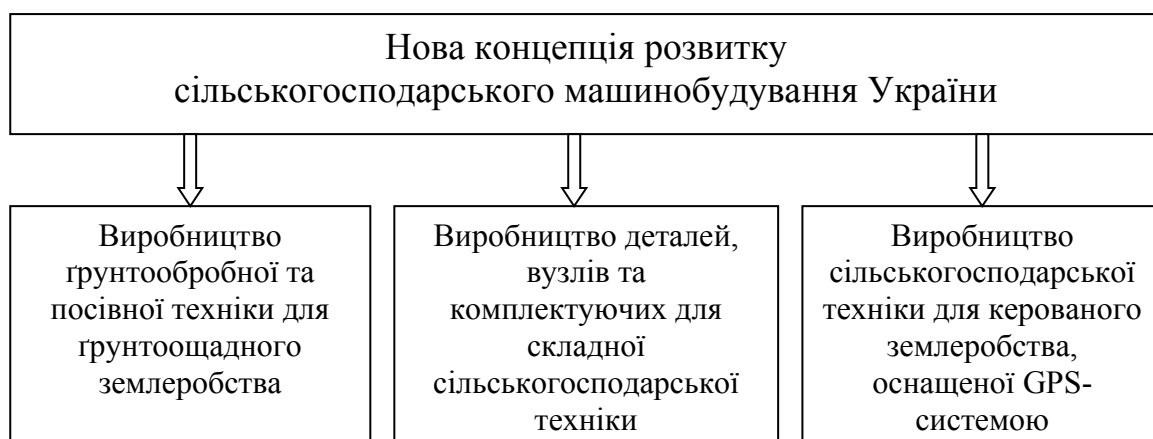 Нова концепція розвитку
сільськогосподарського машинобудування України
Виробництво
ґрунтообробної та
посівної техніки для
ґрунтоощадного
землеробства
Виробництво деталей,
вузлів та
комплектуючих для
складної
сільськогосподарської
техніки
Виробництво
сільськогосподарської
техніки для керованого
землеробства,
оснащеної GPS-
системою